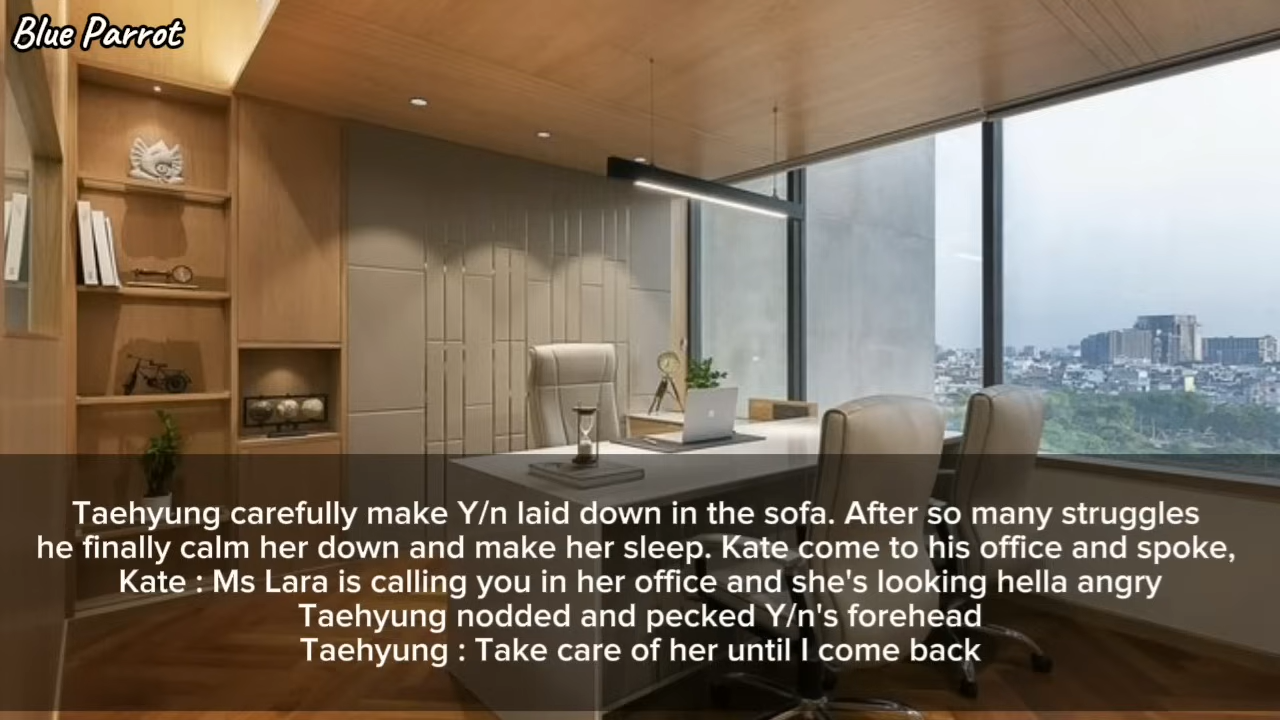 Blue Parrot
Taehyung carefully make Y/n laid down in the sofa. After so many struggles
he finally calm her down and make her sleep. Kate come to his office and spoke,
Kate : Ms Lara is calling you in her office and she's looking hella angry
Taehyung nodded and pecked Y/n's forehead
Taehyung : Take care of her until I come back